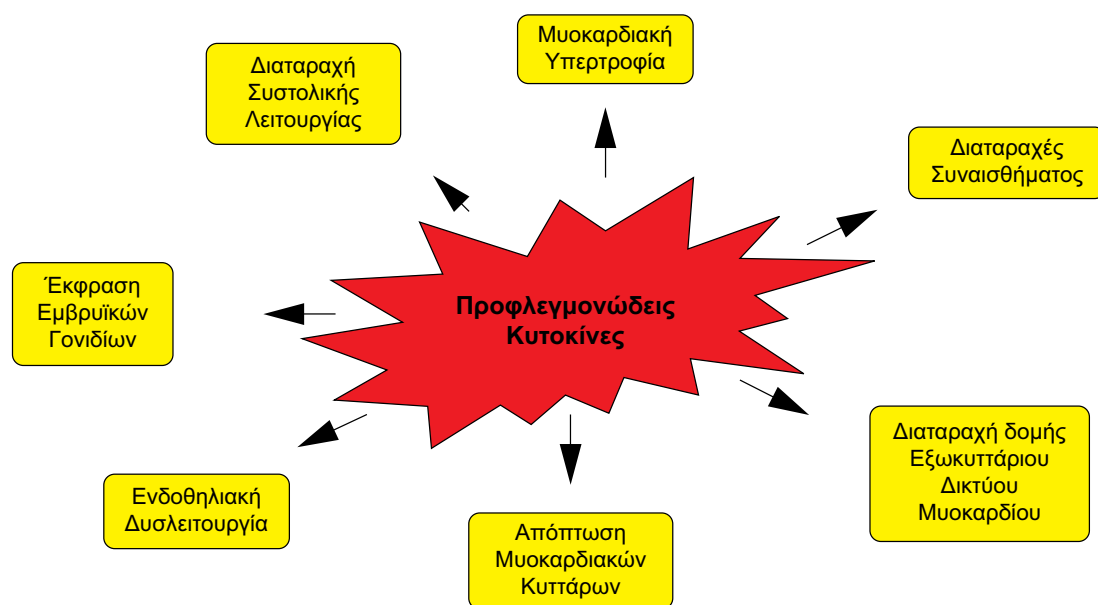 Μυοκαρδιακή
Υπερτροφία
Διαταραχή
Συστολικής
Λειτουργίας
Διαταραχές
Συναισθήματος
Έκφραση
Εμβρυϊκών
Γονιδίων
Προφλεγμονώδεις
Κυτοκίνες
Διαταραχή δομής
Εξωκυττάριου
Δικτύου
Μυοκαρδίου
Ενδοθηλιακή
Δυσλειτουργία
Απόπτωση
Μυοκαρδιακών
Κυττάρων